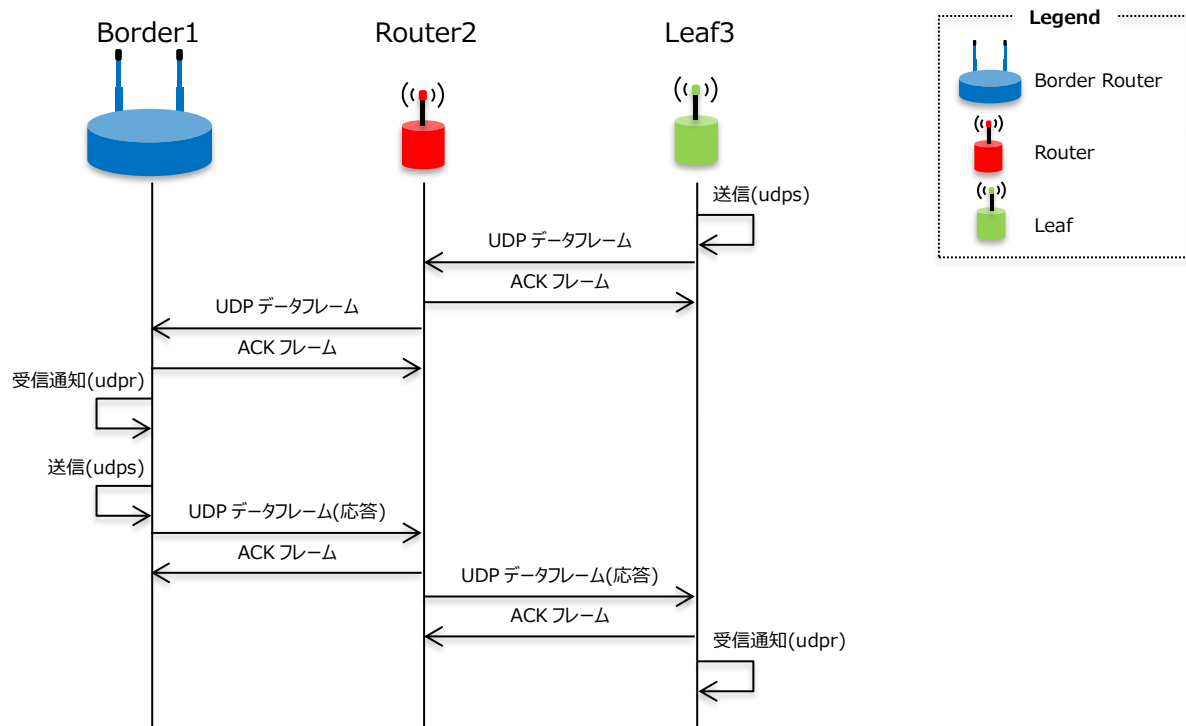 Border1
Router2
Leaf3
Legend
Border Router
Router
Leaf
送信(udps)
UDP データフレーム
ACK フレーム
UDP データフレーム
ACK フレーム
受信通知(udpr)
送信(udps)
UDP データフレーム(応答)
ACK フレーム
UDP データフレーム(応答)
ACK フレーム
受信通知(udpr)